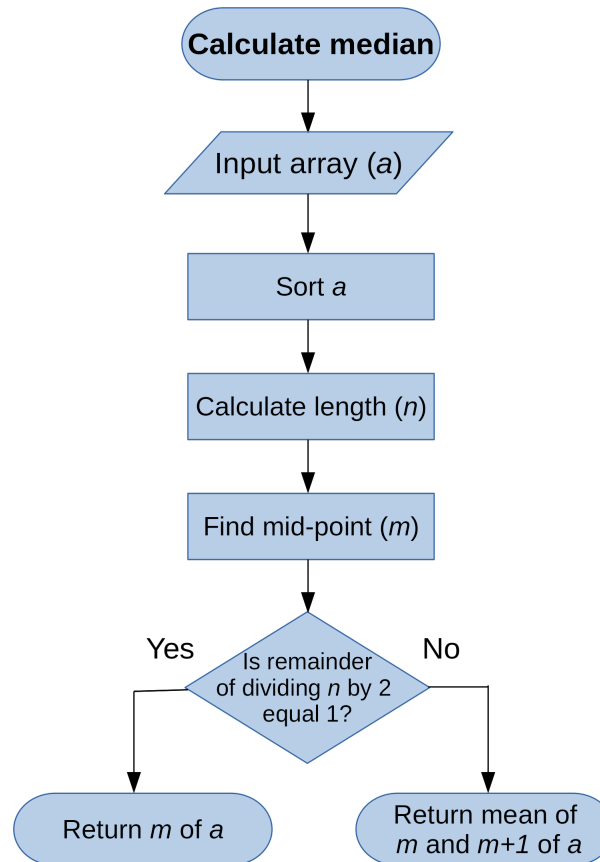 Calculate median
Input array (a)
Sort a
Calculate length (n)
Find mid-point (m)
Yes
No
Is remainder
of dividing n by 2
equal 1?
Return m of a
Return mean of
m and m+1 of a